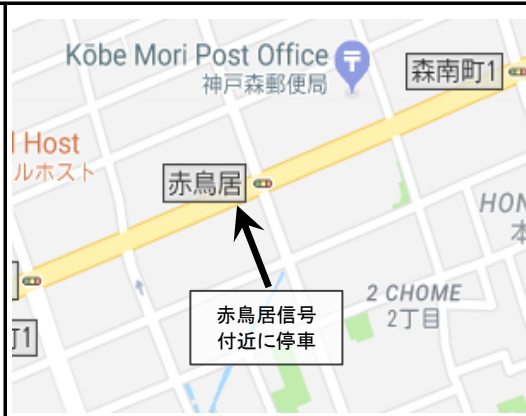 Kōbe Mori Post Office
神戸森郵便局
森南町1
Host
ルホスト
赤鳥居
HON
本
2 CHOME
2丁目
赤鳥居信号
付近に停車
丁1